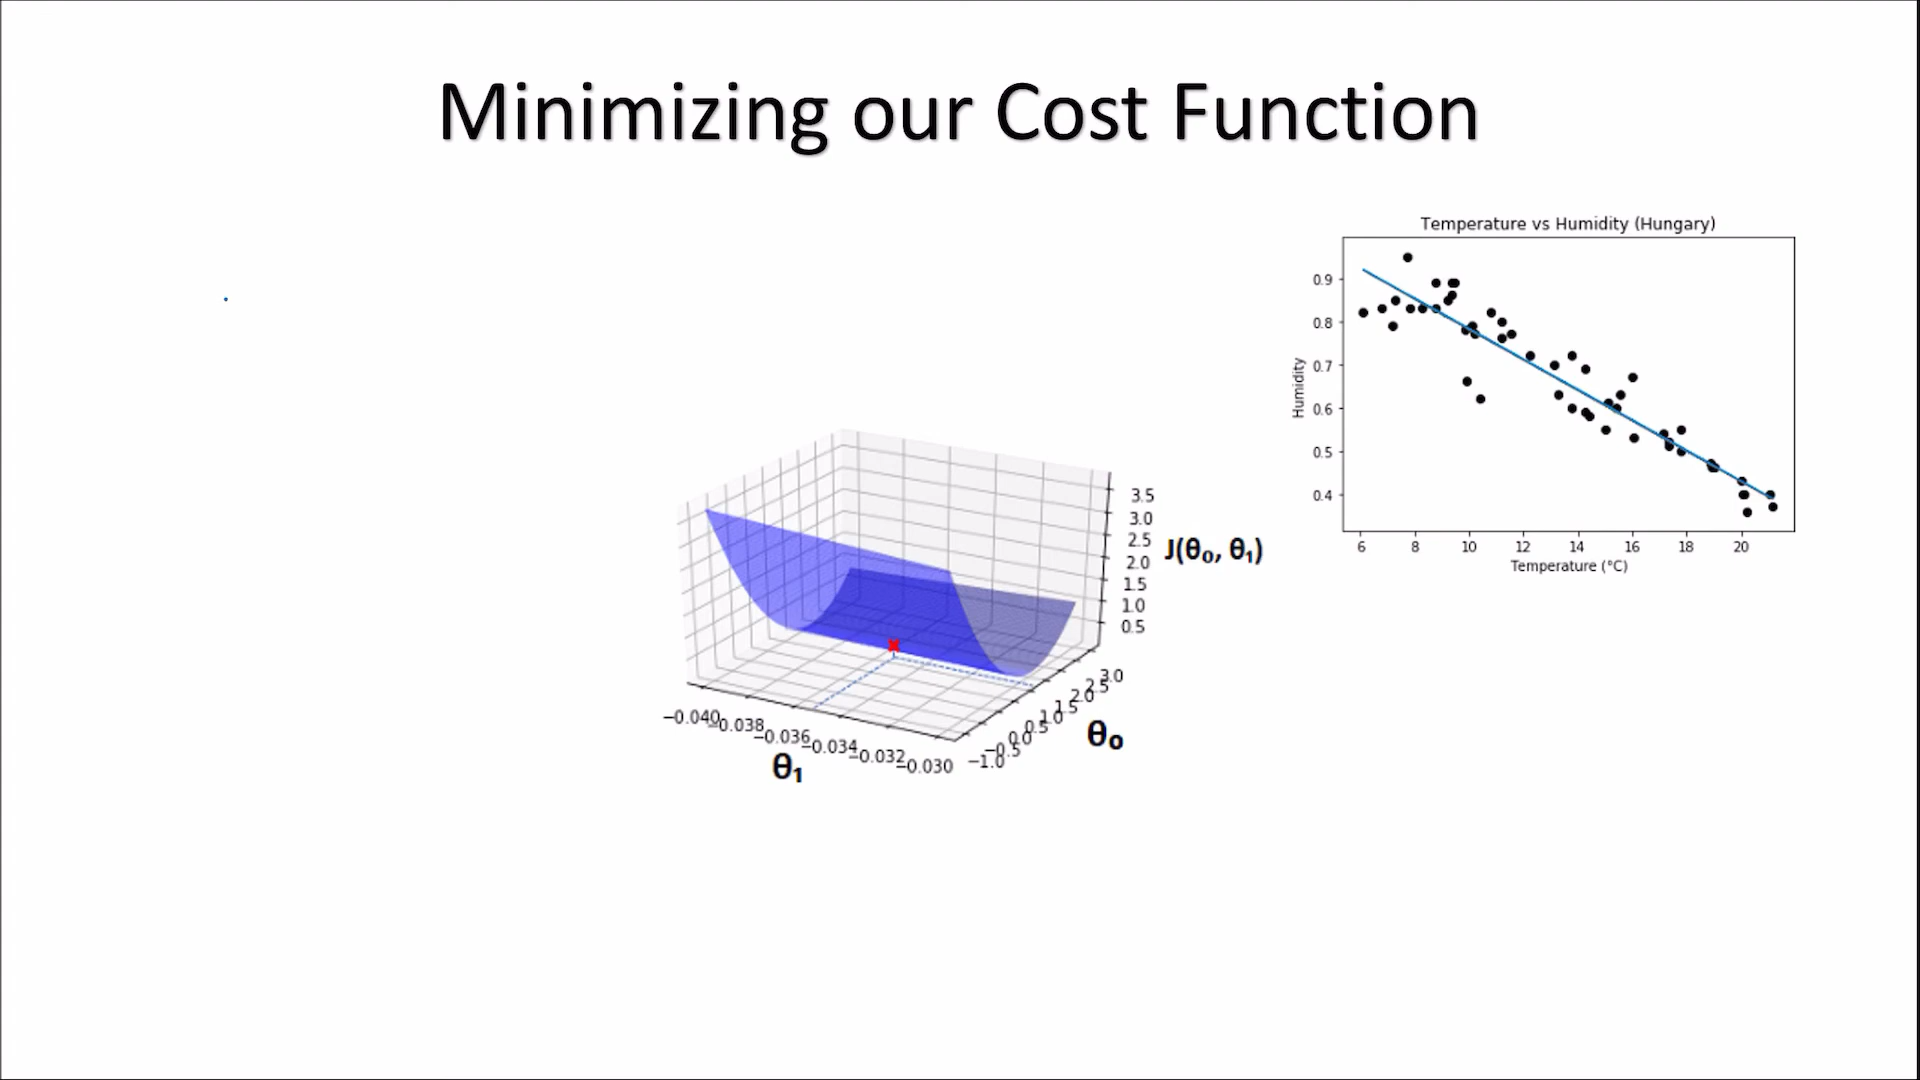 Minimizing our Cost Function
Temperature vs Humidity (Hungary)
0.9
0.8
0.7
0.6
0.5
0.4
Humidity
6 8 10 12 14 16 18 20
Temperature (°C)
3.5
3.0
2.5
2.0
1.5
1.0
0.5
J(θ₀, θ₁)
−0.040 −0.038 −0.036 −0.034 −0.032 −0.030
θ₁
−1.0 −0.5 0.0 0.5 1.0 1.5 2.0 2.5 3.0
θ₀